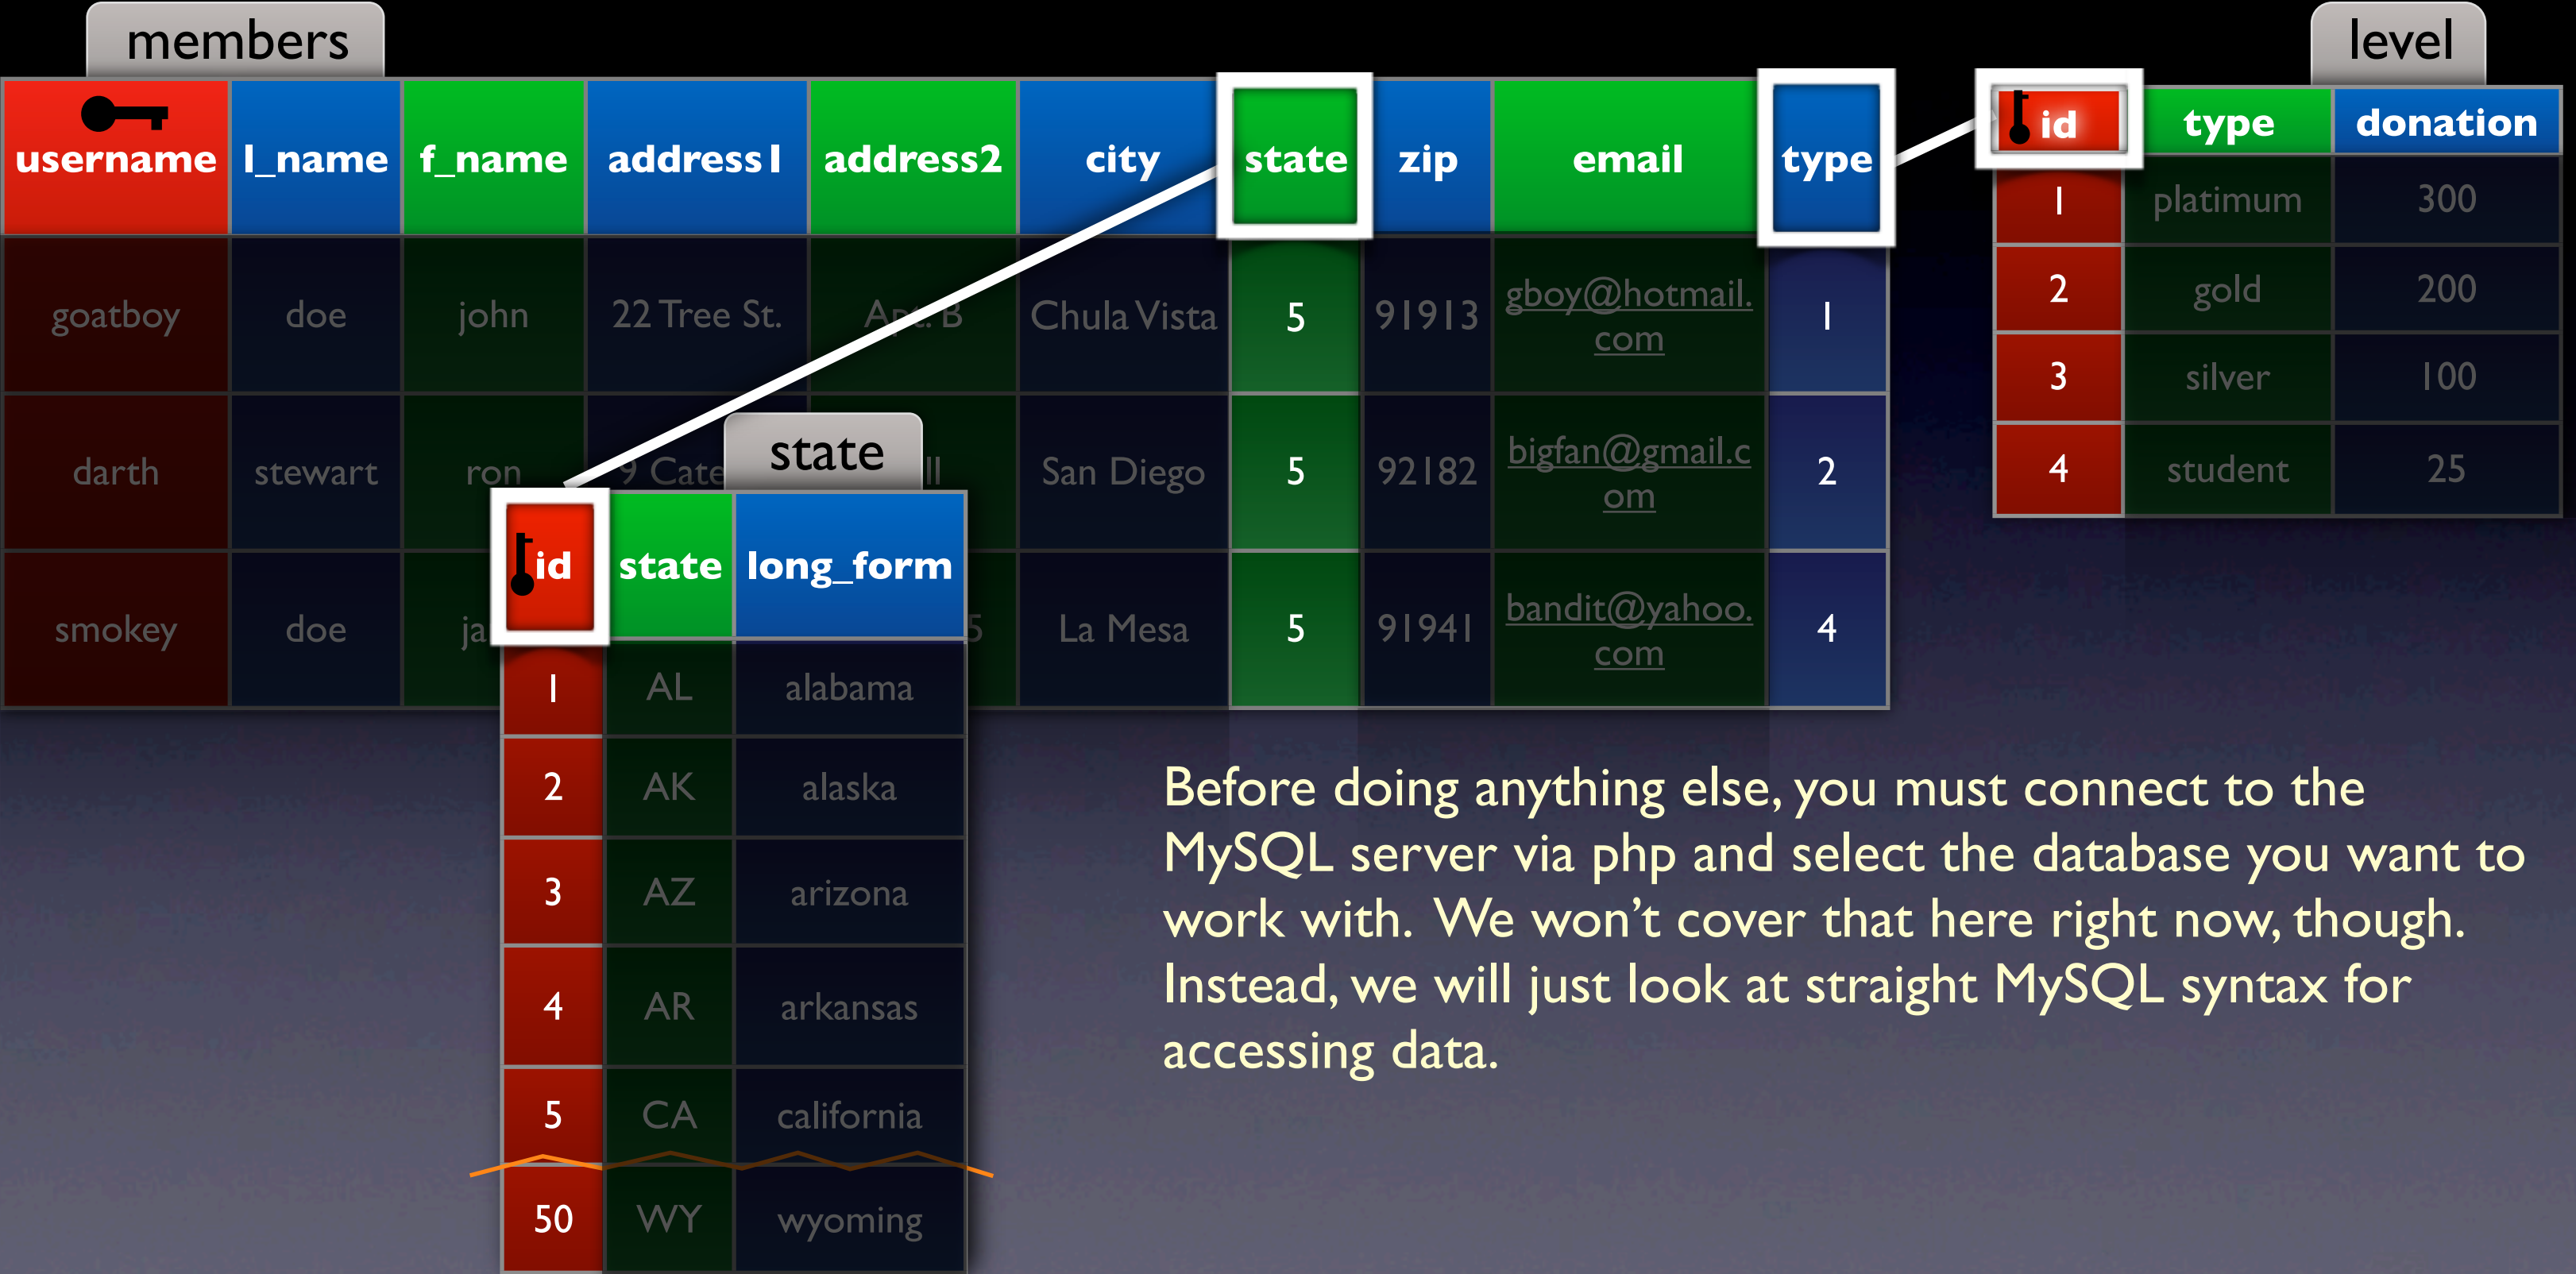 members
username l_name f_name address1 address2 city state zip email type
goatboy doe john 22 Tree St. Apt. B Chula Vista 5 91913 gboy@hotmail.
com 1
darth stewart ron 9 Cate San Diego 5 92182 bigfan@gmail.c
om 2
smokey doe ja 5 La Mesa 5 91941 bandit@yahoo.
com 4
level
id type donation
1 platimum 300
2 gold 200
3 silver 100
4 student 25
state
id state long_form
1 AL alabama
2 AK alaska
3 AZ arizona
4 AR arkansas
5 CA california
50 WY wyoming
Before doing anything else, you must connect to the
MySQL server via php and select the database you want to
work with. We won’t cover that here right now, though.
Instead, we will just look at straight MySQL syntax for
accessing data.